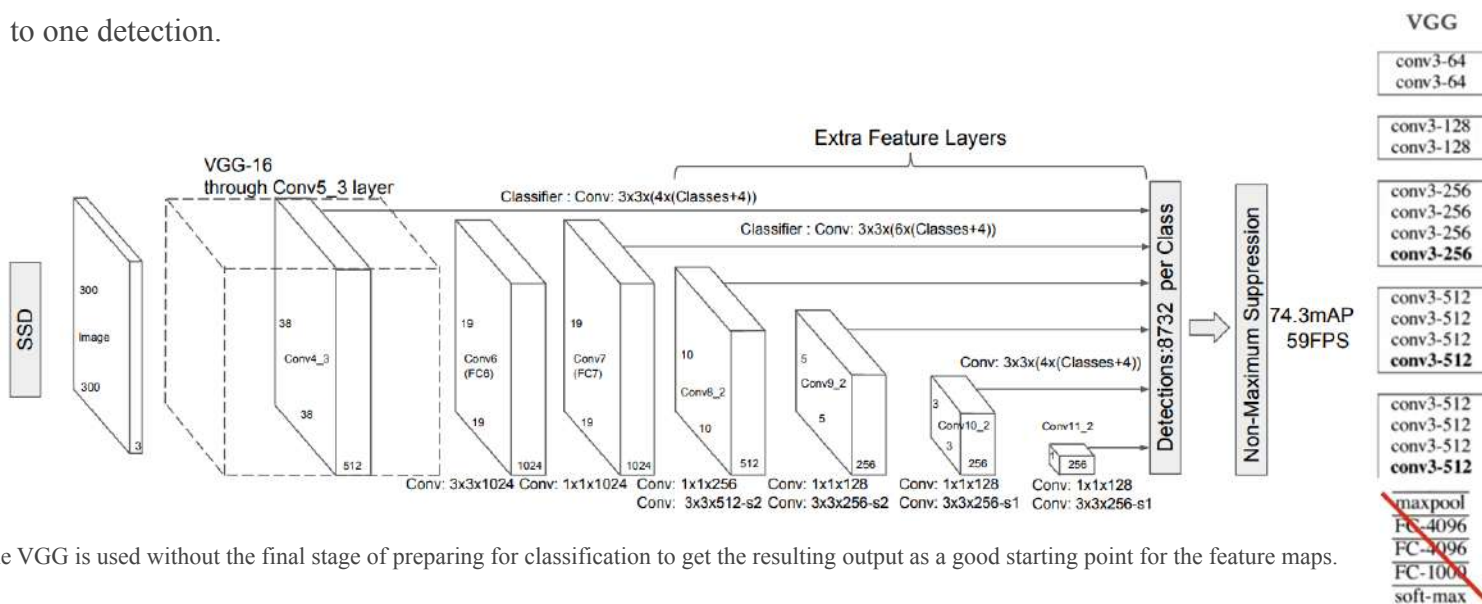 to one detection.
VGG-16
through Conv5_3 layer
Extra Feature Layers
Classifier : Conv: 3x3x(4x(Classes+4))
Classifier : Conv: 3x3x(6x(Classes+4))
SSD
300
Image
300
3
38
Conv4_3
38
512
19
Conv6
(FC6)
19
1024
19
Conv7
(FC7)
19
1024
10
Conv8_2
10
512
5
Conv9_2
5
256
Conv: 3x3x(4x(Classes+4))
3
Conv10_2
3
256
Conv11_2
1
256
Conv: 3x3x1024
Conv: 1x1x1024
Conv: 1x1x256
Conv: 3x3x512-s2
Conv: 1x1x128
Conv: 3x3x256-s2
Conv: 1x1x128
Conv: 3x3x256-s1
Conv: 1x1x128
Conv: 3x3x256-s1
Detections:8732 per Class
Non-Maximum Suppression
74.3mAP
59FPS
VGG
conv3-64
conv3-64
conv3-128
conv3-128
conv3-256
conv3-256
conv3-256
conv3-256
conv3-512
conv3-512
conv3-512
conv3-512
conv3-512
conv3-512
conv3-512
conv3-512
maxpool
FC-4096
FC-4096
FC-1000
soft-max
VGG is used without the final stage of preparing for classification to get the resulting output as a good starting point for the feature maps.